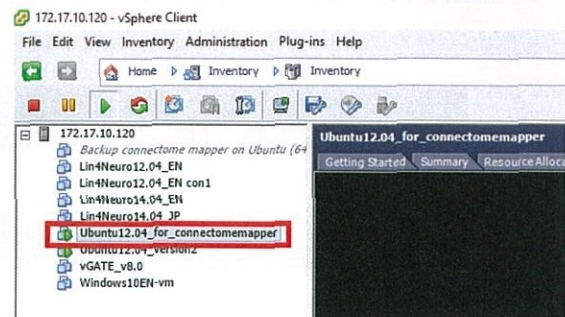 172.17.10.120 - vSphere Client
File Edit View Inventory Administration Plug-ins Help
Home Inventory Inventory
172.17.10.120
Backup connectome mapper on Ubuntu (64
Lin4Neuro12.04_EN
Lin4Neuro12.04_EN con1
Lin4Neuro14.04_EN
Lin4Neuro14.04_JP
Ubuntu12.04_for_connectomemapper
Ubuntu12.04_version2
vGATE_v8.0
Windows10EN-vm
Ubuntu12.04_for_connectomemapper
Getting Started Summary Resource Alloca